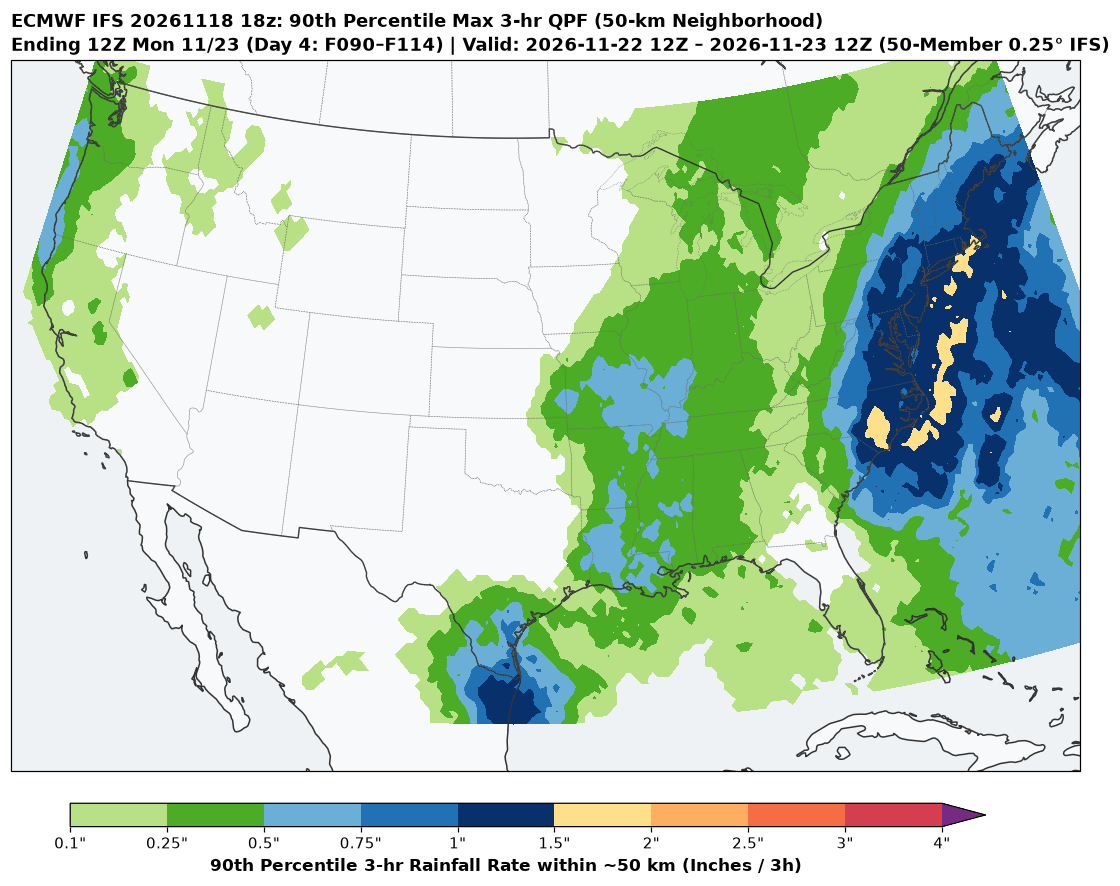 ECMWF IFS 20261118 18z: 90th Percentile Max 3-hr QPF (50-km Neighborhood)
Ending 12Z Mon 11/23 (Day 4: F090–F114) | Valid: 2026-11-22 12Z – 2026-11-23 12Z (50-Member 0.25° IFS)
0.1" 0.25" 0.5" 0.75" 1" 1.5" 2" 2.5" 3" 4"
90th Percentile 3-hr Rainfall Rate within ~50 km (Inches / 3h)